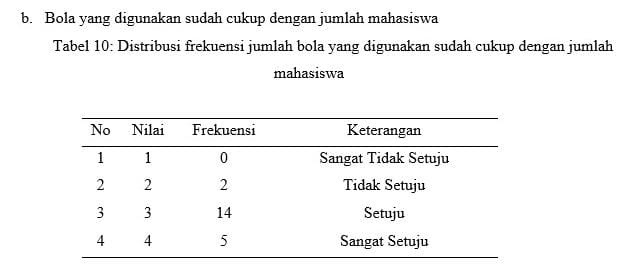 b. Bola yang digunakan sudah cukup dengan jumlah mahasiswa
Tabel 10: Distribusi frekuensi jumlah bola yang digunakan sudah cukup dengan jumlah
mahasiswa
No Nilai Frekuensi Keterangan
1 1 0 Sangat Tidak Setuju
2 2 2 Tidak Setuju
3 3 14 Setuju
4 4 5 Sangat Setuju